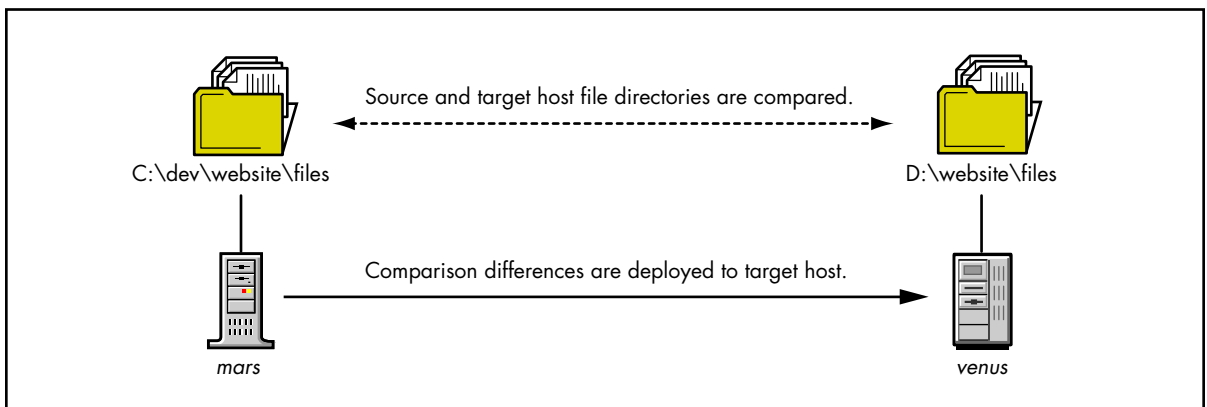 Source and target host file directories are compared.
C:\dev\website\files
D:\website\files
Comparison differences are deployed to target host.
mars
venus